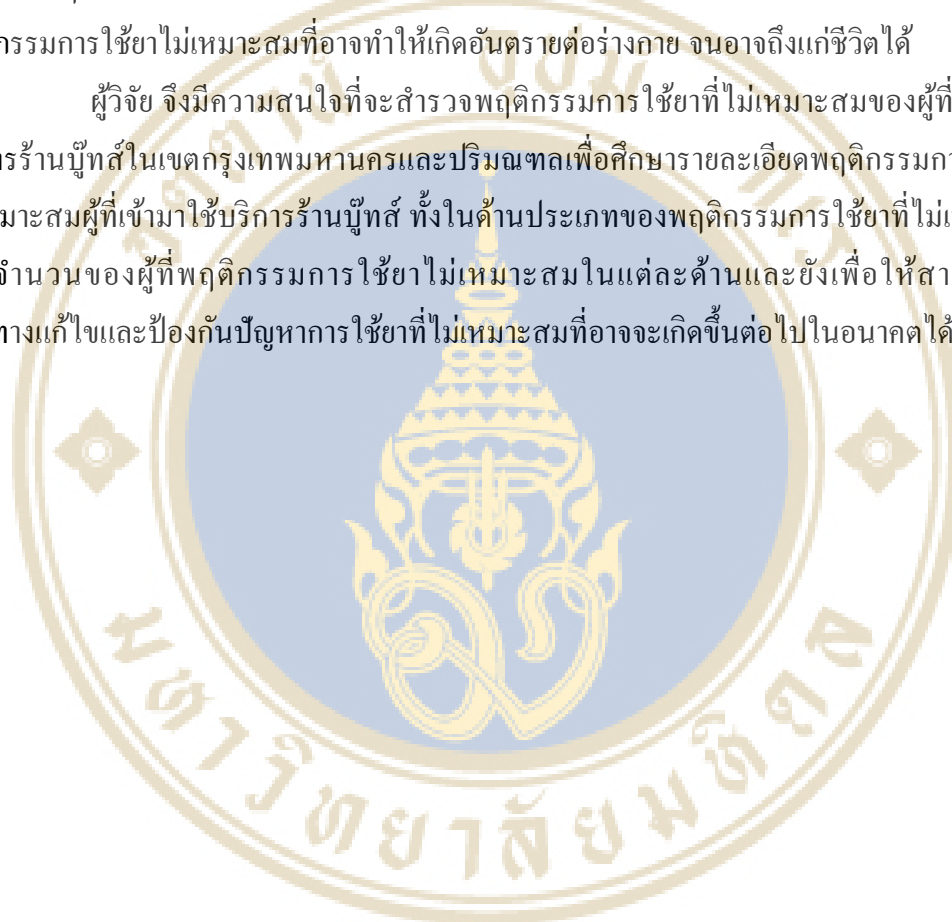 กรรมการใช้ยาไม่เหมาะสมที่อาจทำให้เกิดอันตรายต่อร่างกาย จนอาจถึงแก่ชีวิตได้
ผู้วิจัย จึงมีความสนใจที่จะสำรวจพฤติกรรมการใช้ยาที่ไม่เหมาะสมของผู้ที่
ารร้านบู๊ทส์ในเขตกรุงเทพมหานครและปริมณฑลเพื่อศึกษารายละเอียดพฤติกรรมกา
หมาะสมผู้ที่เข้ามาใช้บริการร้านบู๊ทส์ ทั้งในด้านประเภทของพฤติกรรมการใช้ยาที่ไม่เ
จำนวนของผู้ที่พฤติกรรมการใช้ยาไม่เหมาะสมในแต่ละด้านและยังเพื่อให้สา
ทางแก้ไขและป้องกันปัญหาการใช้ยาที่ไม่เหมาะสมที่อาจจะเกิดขึ้นต่อไปในอนาคตได้
มหาวิทยาลัยมหิดล